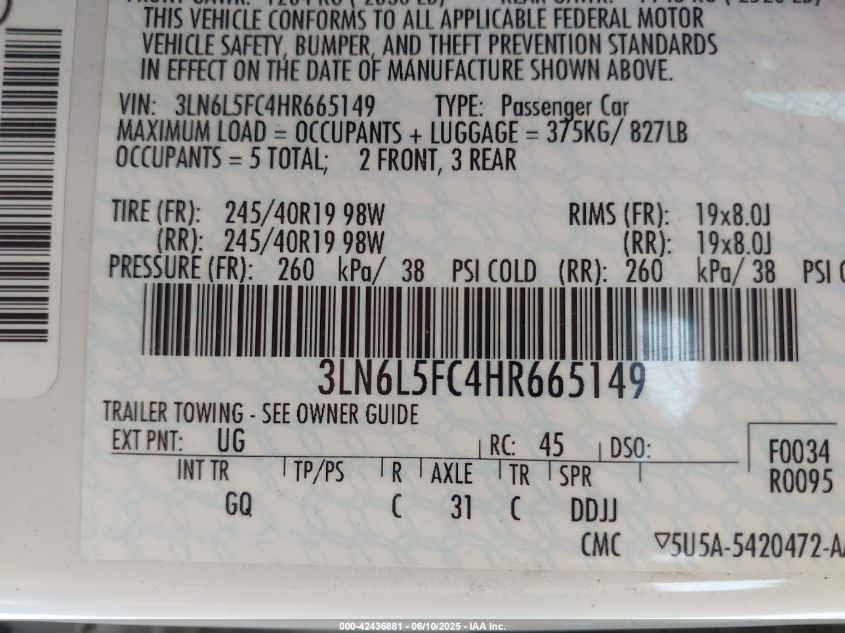 THIS VEHICLE CONFORMS TO ALL APPLICABLE FEDERAL MOTOR
VEHICLE SAFETY, BUMPER, AND THEFT PREVENTION STANDARDS
IN EFFECT ON THE DATE OF MANUFACTURE SHOWN ABOVE.
VIN: 3LN6L5FC4HR665149 TYPE: Passenger Car
MAXIMUM LOAD = OCCUPANTS + LUGGAGE = 375KG/ 827LB
OCCUPANTS = 5 TOTAL; 2 FRONT, 3 REAR
TIRE (FR): 245/40R19 98W RIMS (FR): 19x8.0J
(RR): 245/40R19 98W (RR): 19x8.0J
PRESSURE (FR): 260 kPa/ 38 PSI COLD (RR): 260 kPa/ 38 PSI
3LN6L5FC4HR665149
TRAILER TOWING - SEE OWNER GUIDE
EXT PNT: UG RC: 45 DSO: F0034
INT TR TP/PS R AXLE TR SPR R0095
GQ C 31 C DDJJ
CMC ▽5U5A-5420472-A
000-42436881 - 06/10/2025 - IAA Inc.